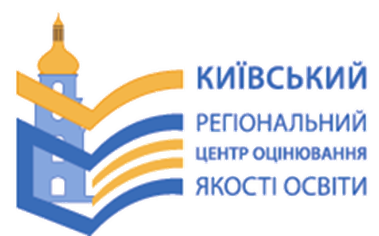 КИЇВСЬКИЙ
РЕГІОНАЛЬНИЙ
ЦЕНТР ОЦІНЮВАННЯ
ЯКОСТІ ОСВІТИ